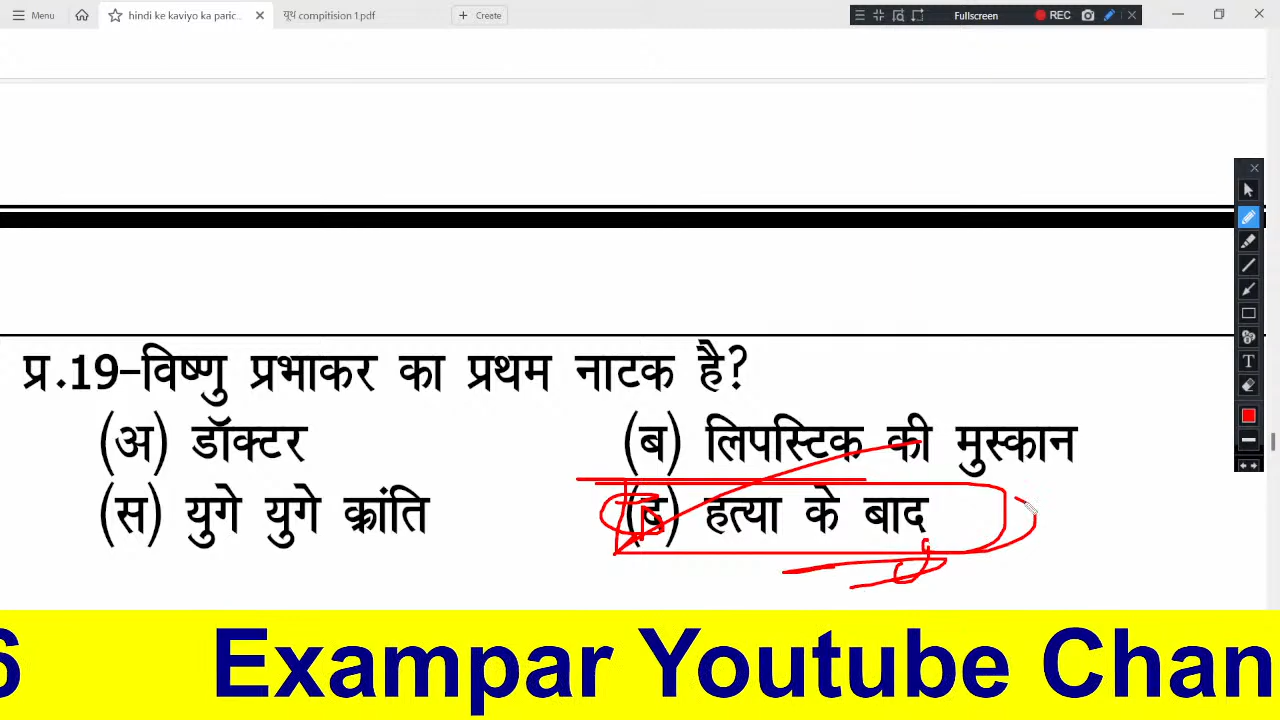 Menu hindi ke kaviyo ka paric... यूथ compitision 1.pdf Create Fullscreen REC
प्र.19-विष्णु प्रभाकर का प्रथम नाटक है?
(अ) डॉक्टर (ब) लिपस्टिक की मुस्कान
(स) युगे युगे क्रांति (द) हत्या के बाद
6 Exampar Youtube Chan